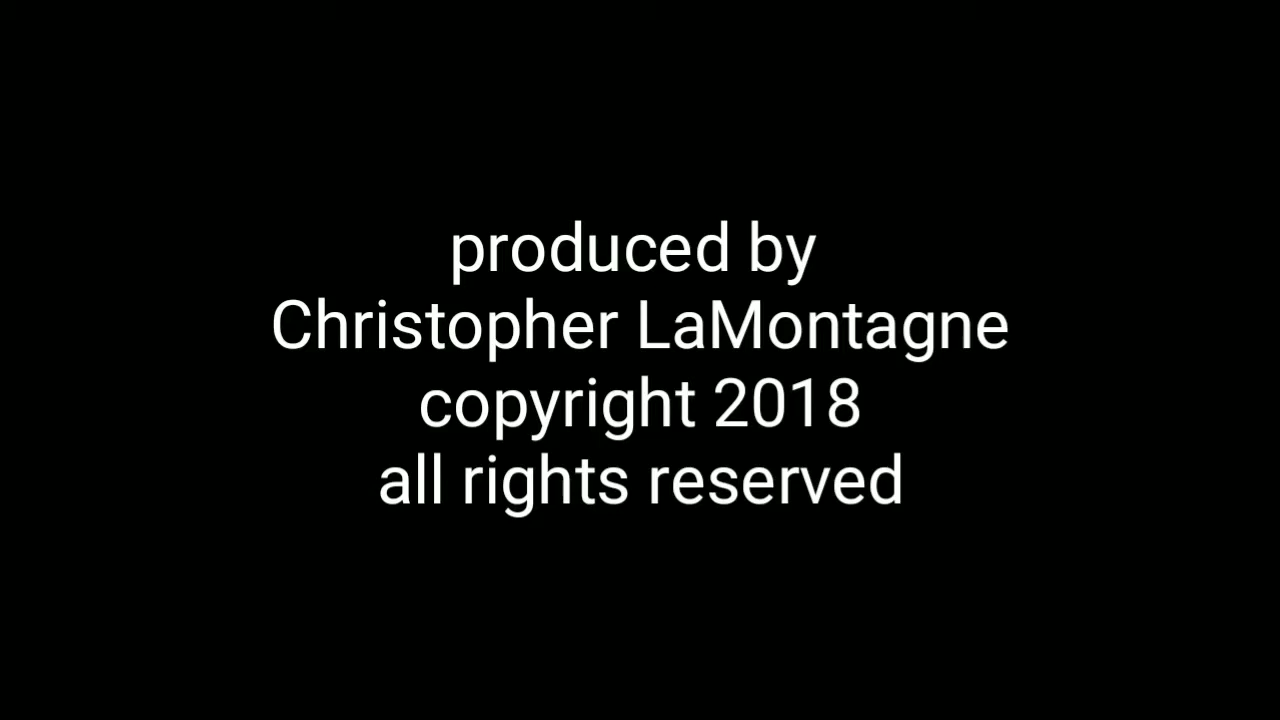 produced by
Christopher LaMontagne
copyright 2018
all rights reserved